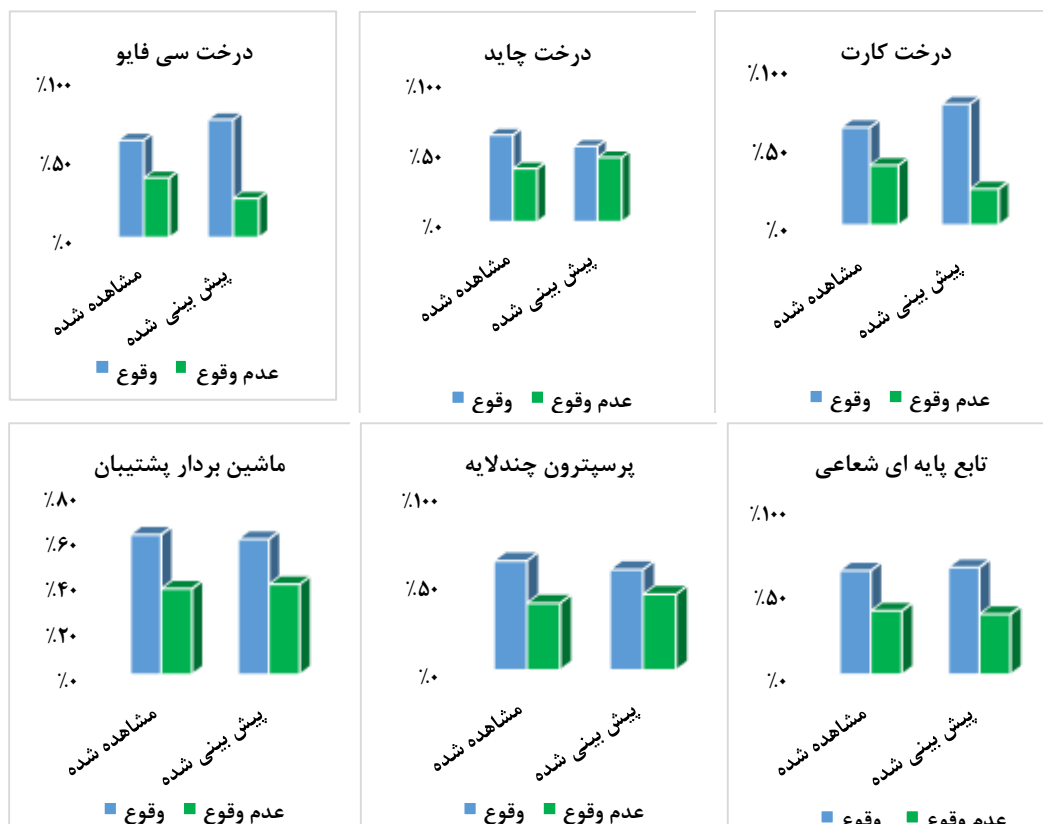 درخت کارت
٪۱۰۰
٪۵۰
٪۰
مشاهده شده
پیش بینی شده
وقوع
عدم وقوع
درخت چاید
٪۱۰۰
٪۵۰
٪۰
مشاهده شده
پیش بینی شده
وقوع
عدم وقوع
درخت سی فایو
٪۱۰۰
٪۵۰
٪۰
مشاهده شده
پیش بینی شده
وقوع
عدم وقوع
تابع پایه ای شعاعی
٪۱۰۰
٪۵۰
٪۰
مشاهده شده
پیش بینی شده
وقوع
عدم وقوع
پرسپترون چندلایه
٪۱۰۰
٪۵۰
٪۰
مشاهده شده
پیش بینی شده
وقوع
عدم وقوع
ماشین بردار پشتیبان
٪۸۰
٪۶۰
٪۴۰
٪۲۰
٪۰
مشاهده شده
پیش بینی شده
وقوع
عدم وقوع